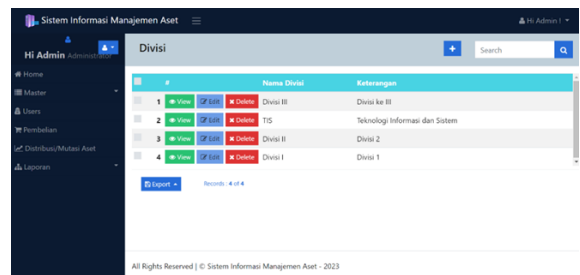 Sistem Informasi Manajemen Aset
Hi Admin !
Hi Admin Administrator
Home
Master
Users
Pembelian
Distribusi/Mutasi Aset
Laporan
Divisi
+ Search
# Nama Divisi Keterangan
1 View Edit Delete Divisi III Divisi ke III
2 View Edit Delete TIS Teknologi Informasi dan Sistem
3 View Edit Delete Divisi II Divisi 2
4 View Edit Delete Divisi I Divisi 1
Export Records : 4 of 4
All Rights Reserved | © Sistem Informasi Manajemen Aset - 2023